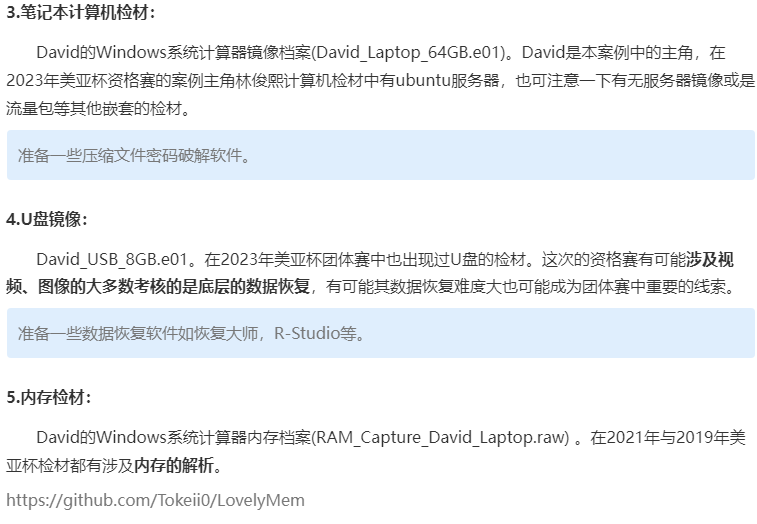 3.笔记本计算机检材：
David的Windows系统计算器镜像档案(David_Laptop_64GB.e01)。David是本案例中的主角，在
2023年美亚杯资格赛的案例主角林俊熙计算机检材中有ubuntu服务器，也可注意一下有无服务器镜像或是
流量包等其他嵌套的检材。
准备一些压缩文件密码破解软件。
4.U盘镜像：
David_USB_8GB.e01。在2023年美亚杯团体赛中也出现过U盘的检材。这次的资格赛有可能涉及视
频、图像的大多数考核的是底层的数据恢复，有可能其数据恢复难度大也可能成为团体赛中重要的线索。
准备一些数据恢复软件如恢复大师，R-Studio等。
5.内存检材：
David的Windows系统计算器内存档案(RAM_Capture_David_Laptop.raw) 。在2021年与2019年美
亚杯检材都有涉及内存的解析。
https://github.com/Tokeii0/LovelyMem